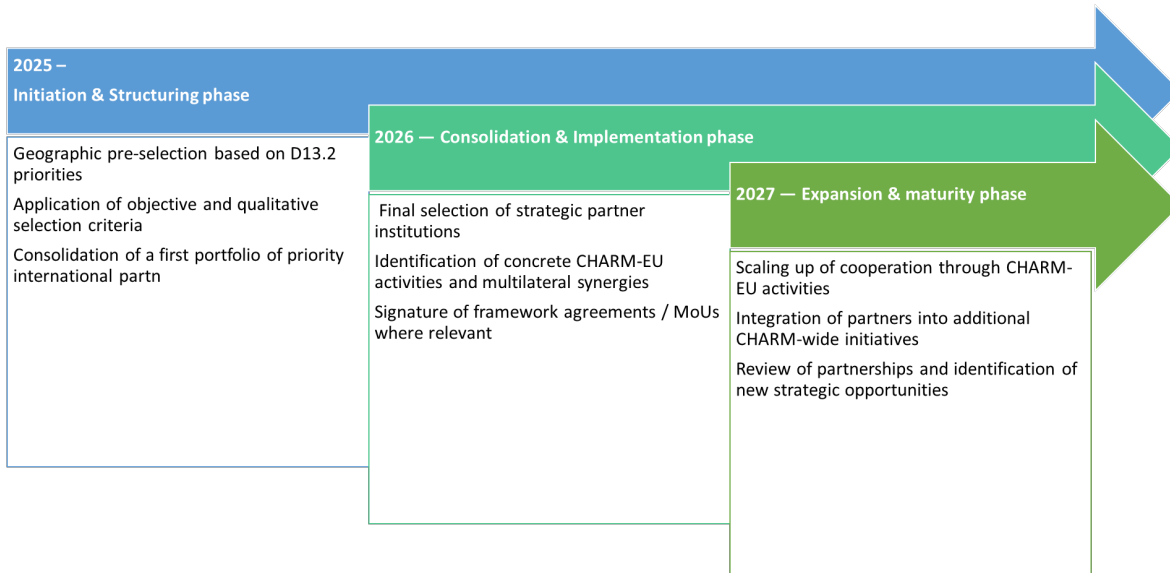 2025 –
Initiation & Structuring phase
Geographic pre-selection based on D13.2
priorities
Application of objective and qualitative
selection criteria
Consolidation of a first portfolio of priority
international partn
2026 — Consolidation & Implementation phase
Final selection of strategic partner
institutions
Identification of concrete CHARM-EU
activities and multilateral synergies
Signature of framework agreements / MoUs
where relevant
2027 — Expansion & maturity phase
Scaling up of cooperation through CHARM-
EU activities
Integration of partners into additional
CHARM-wide initiatives
Review of partnerships and identification of
new strategic opportunities